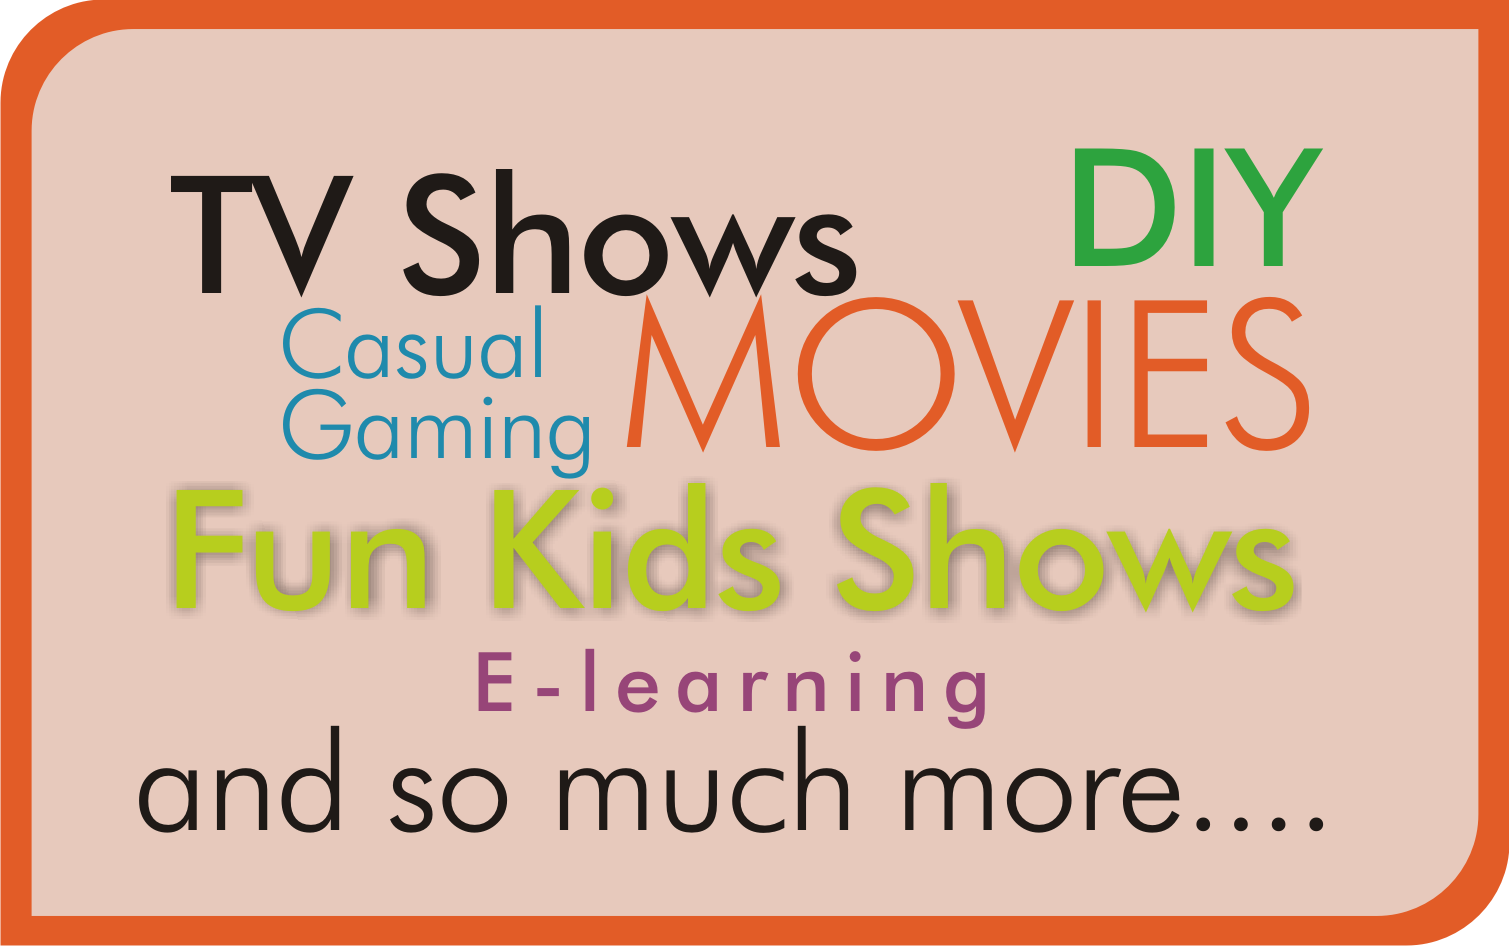 TV Shows
DIY
Casual
Gaming
MOVIES
Fun Kids Shows
E-learning
and so much more....